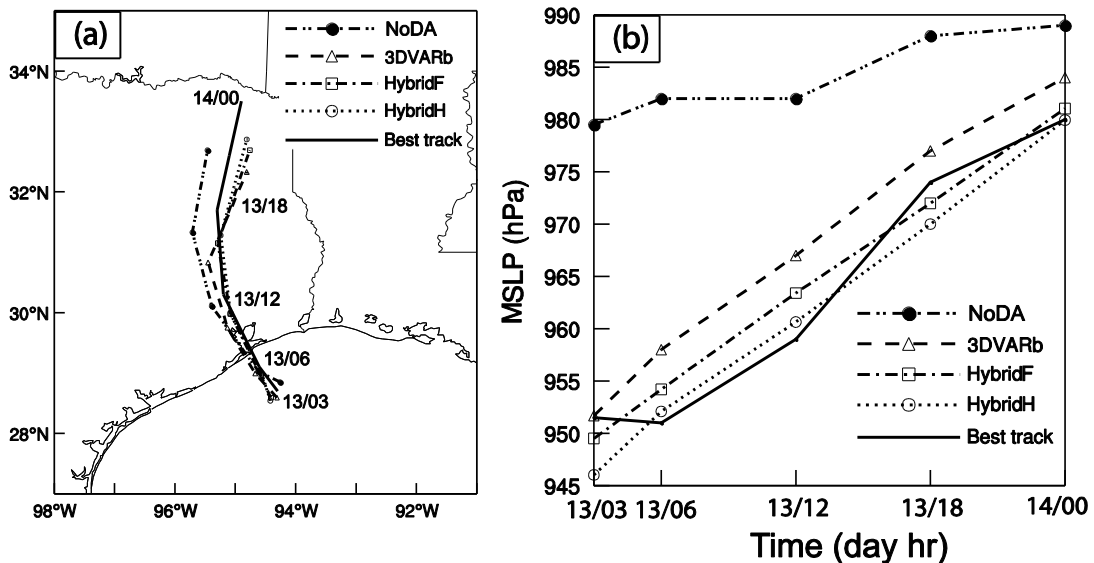 (a)
NoDA
3DVARb
HybridF
HybridH
Best track
34°N
32°N
30°N
28°N
14/00
13/18
13/12
13/06
13/03
98°W
96°W
94°W
92°W
(b)
MSLP (hPa)
990
985
980
975
970
965
960
955
950
945
NoDA
3DVARb
HybridF
HybridH
Best track
13/03 13/06 13/12 13/18 14/00
Time (day hr)